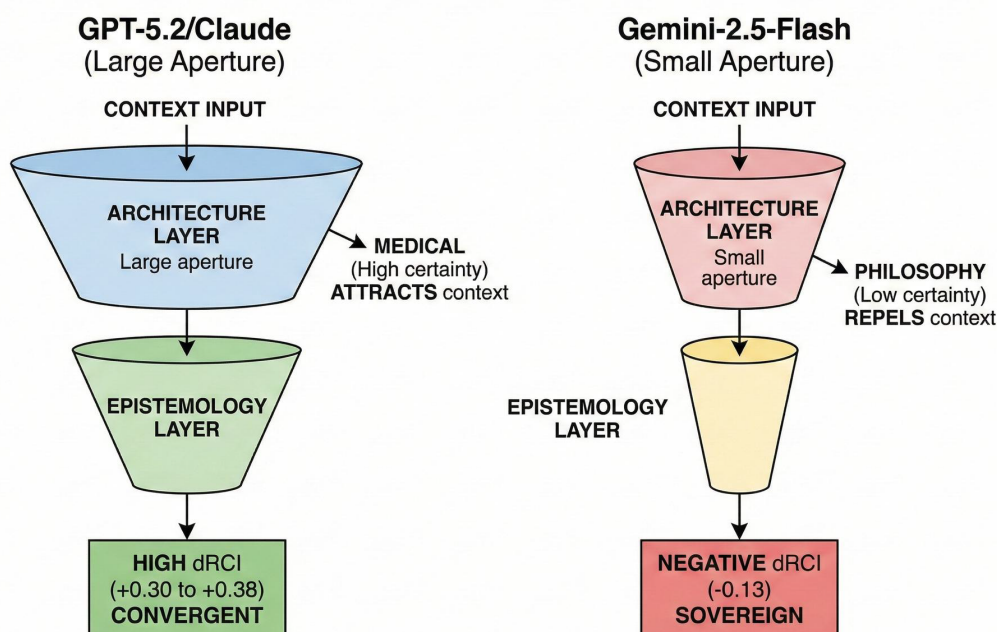 GPT-5.2/Claude
(Large Aperture)
CONTEXT INPUT
ARCHITECTURE
LAYER
Large aperture
MEDICAL
(High certainty)
ATTRACTS context
EPISTEMOLOGY
LAYER
HIGH dRCI
(+0.30 to +0.38)
CONVERGENT
Gemini-2.5-Flash
(Small Aperture)
CONTEXT INPUT
ARCHITECTURE
LAYER
Small
aperture
PHILOSOPHY
(Low certainty)
REPELS context
EPISTEMOLOGY
LAYER
NEGATIVE dRCI
(-0.13)
SOVEREIGN